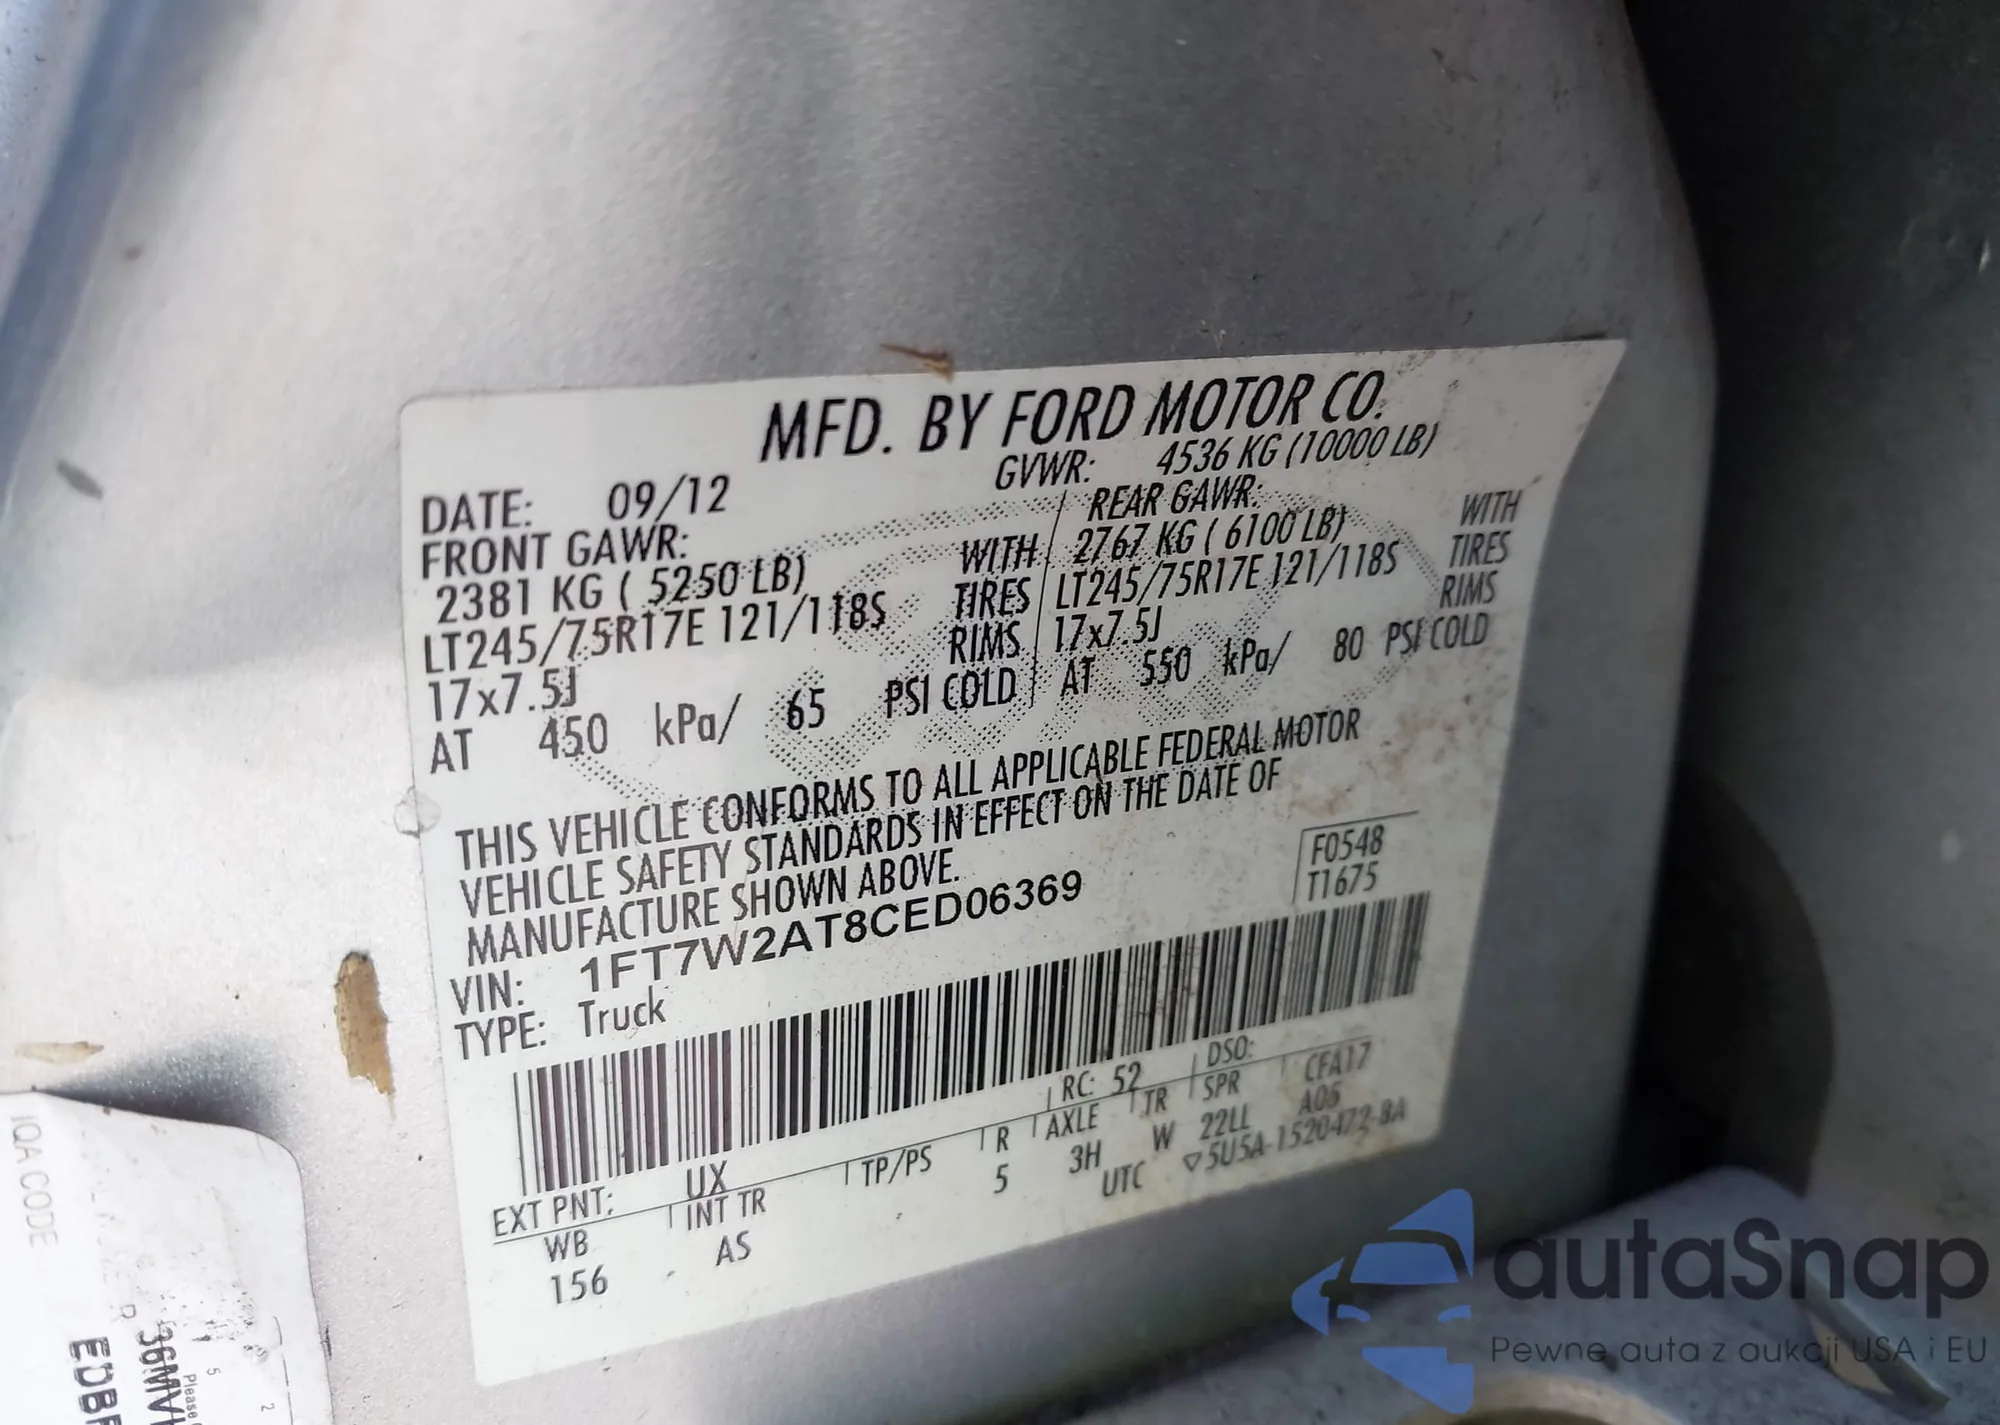 MFD. BY FORD MOTOR CO.
DATE: 09/12 GVWR: 4536 KG (10000 LB)
FRONT GAWR: REAR GAWR:
2381 KG ( 5250 LB) WITH 2767 KG ( 6100 LB) WITH
LT245/75R17E 121/118S TIRES LT245/75R17E 121/118S TIRES
17x7.5J RIMS 17x7.5J RIMS
AT 450 kPa/ 65 PSI COLD AT 550 kPa/ 80 PSI COLD
THIS VEHICLE CONFORMS TO ALL APPLICABLE FEDERAL MOTOR
VEHICLE SAFETY STANDARDS IN EFFECT ON THE DATE OF
MANUFACTURE SHOWN ABOVE.
F0548
T1675
VIN: 1FT7W2AT8CED06369
TYPE: Truck
EXT PNT: UX RC: 52 DSO:
WB INT TR TP/PS R AXLE TR SPR CFA17
156 AS 5 3H W 22LL A05
UTC ▽5U5A-1520472-BA
IQA CODE
Please
5
2
autaSnap
Pewne auta z aukcji USA i EU